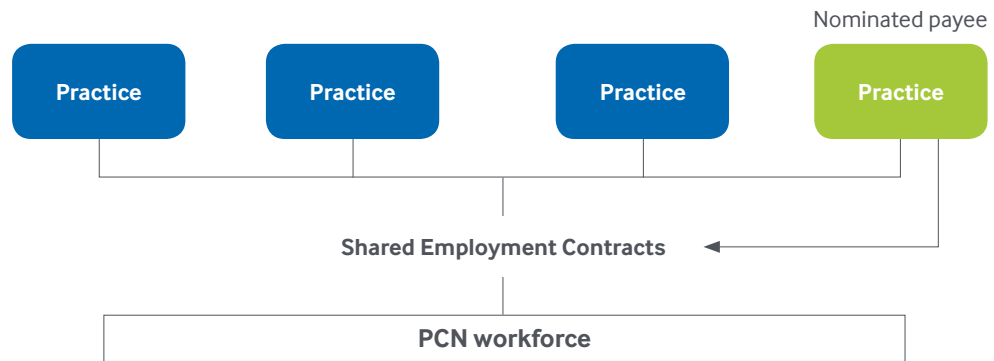 Nominated payee
Practice
Practice
Practice
Practice
Shared Employment Contracts
PCN workforce